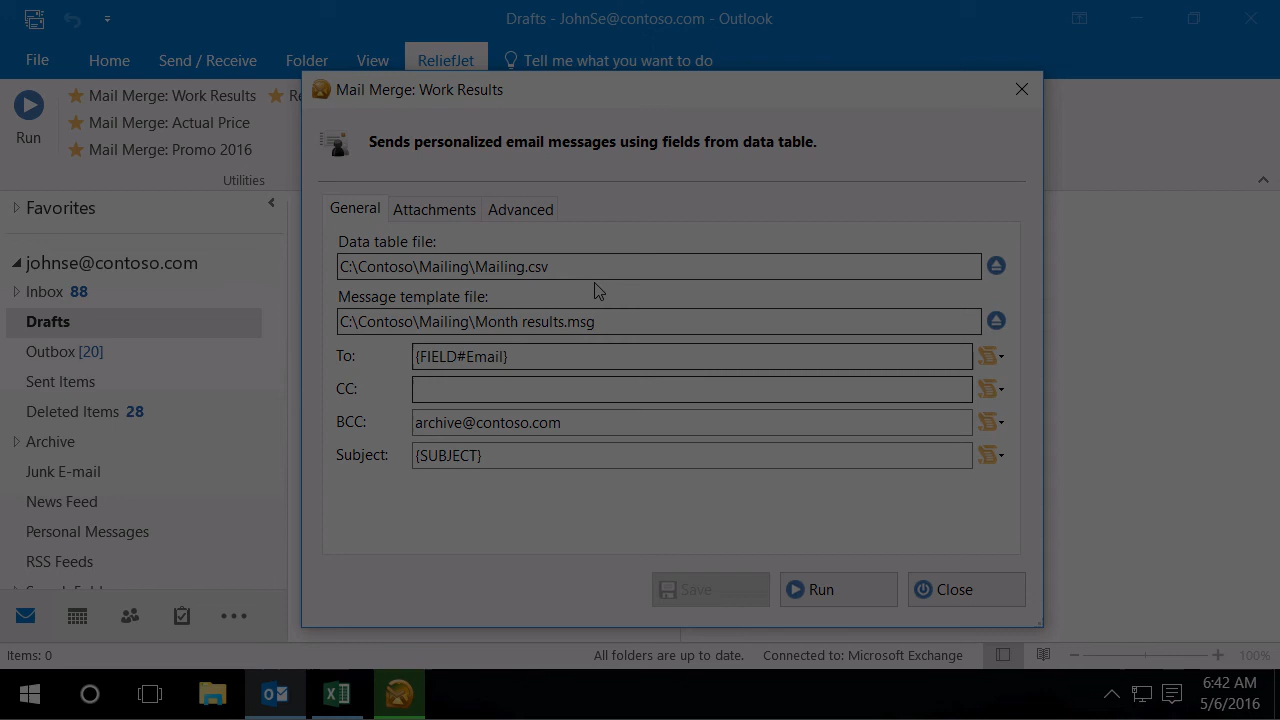 Drafts - JohnSe@contoso.com - Outlook
File Home Send / Receive Folder View ReliefJet Tell me what you want to do
Run
Mail Merge: Work Results
Mail Merge: Actual Price
Mail Merge: Promo 2016
Utilities
Favorites
johnse@contoso.com
Inbox 88
Drafts
Outbox [20]
Sent Items
Deleted Items 28
Archive
Junk E-mail
News Feed
Personal Messages
RSS Feeds
Mail Merge: Work Results
Sends personalized email messages using fields from data table.
General Attachments Advanced
Data table file:
C:\Contoso\Mailing\Mailing.csv
Message template file:
C:\Contoso\Mailing\Month results.msg
To: {FIELD#Email}
CC:
BCC: archive@contoso.com
Subject: {SUBJECT}
Save Run Close
Items: 0 All folders are up to date. Connected to: Microsoft Exchange 100%
6:42 AM
5/6/2016